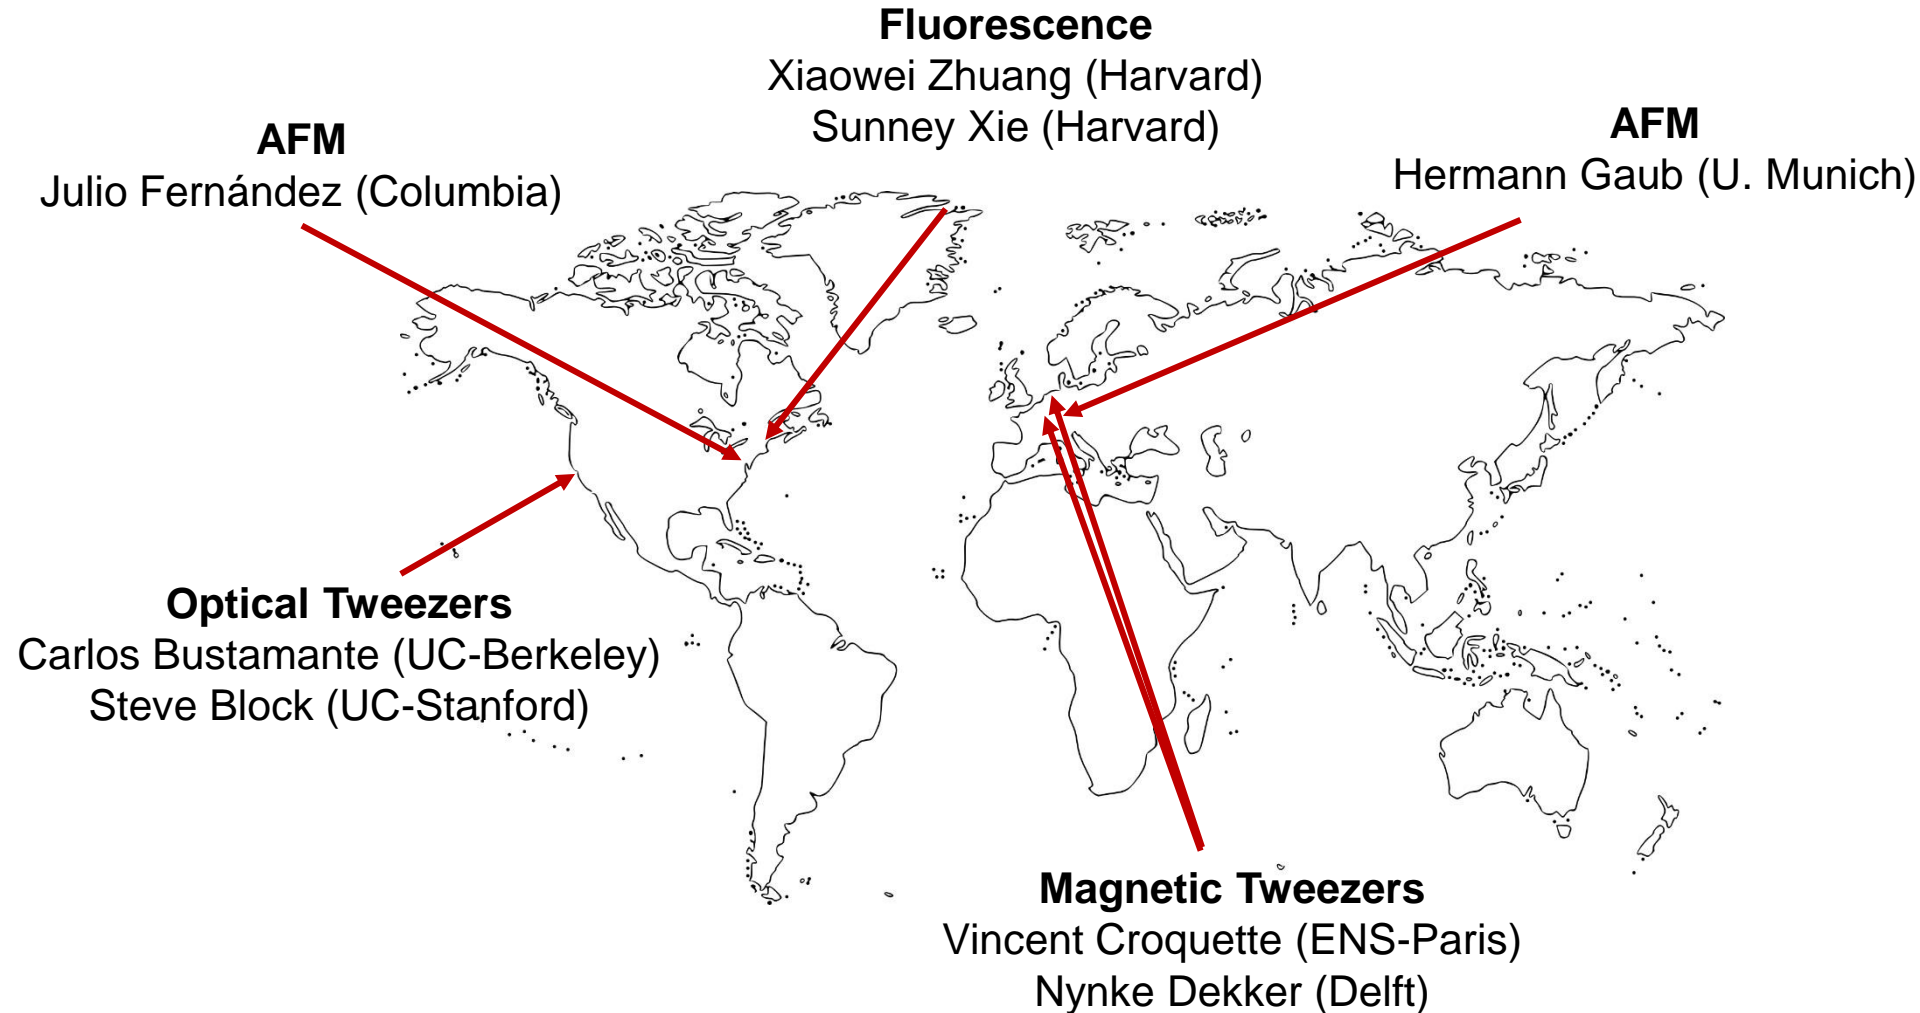 Fluorescence
Xiaowei Zhuang (Harvard)
Sunney Xie (Harvard)
AFM
Julio Fernández (Columbia)
AFM
Hermann Gaub (U. Munich)
Optical Tweezers
Carlos Bustamante (UC-Berkeley)
Steve Block (UC-Stanford)
Magnetic Tweezers
Vincent Croquette (ENS-Paris)
Nynke Dekker (Delft)